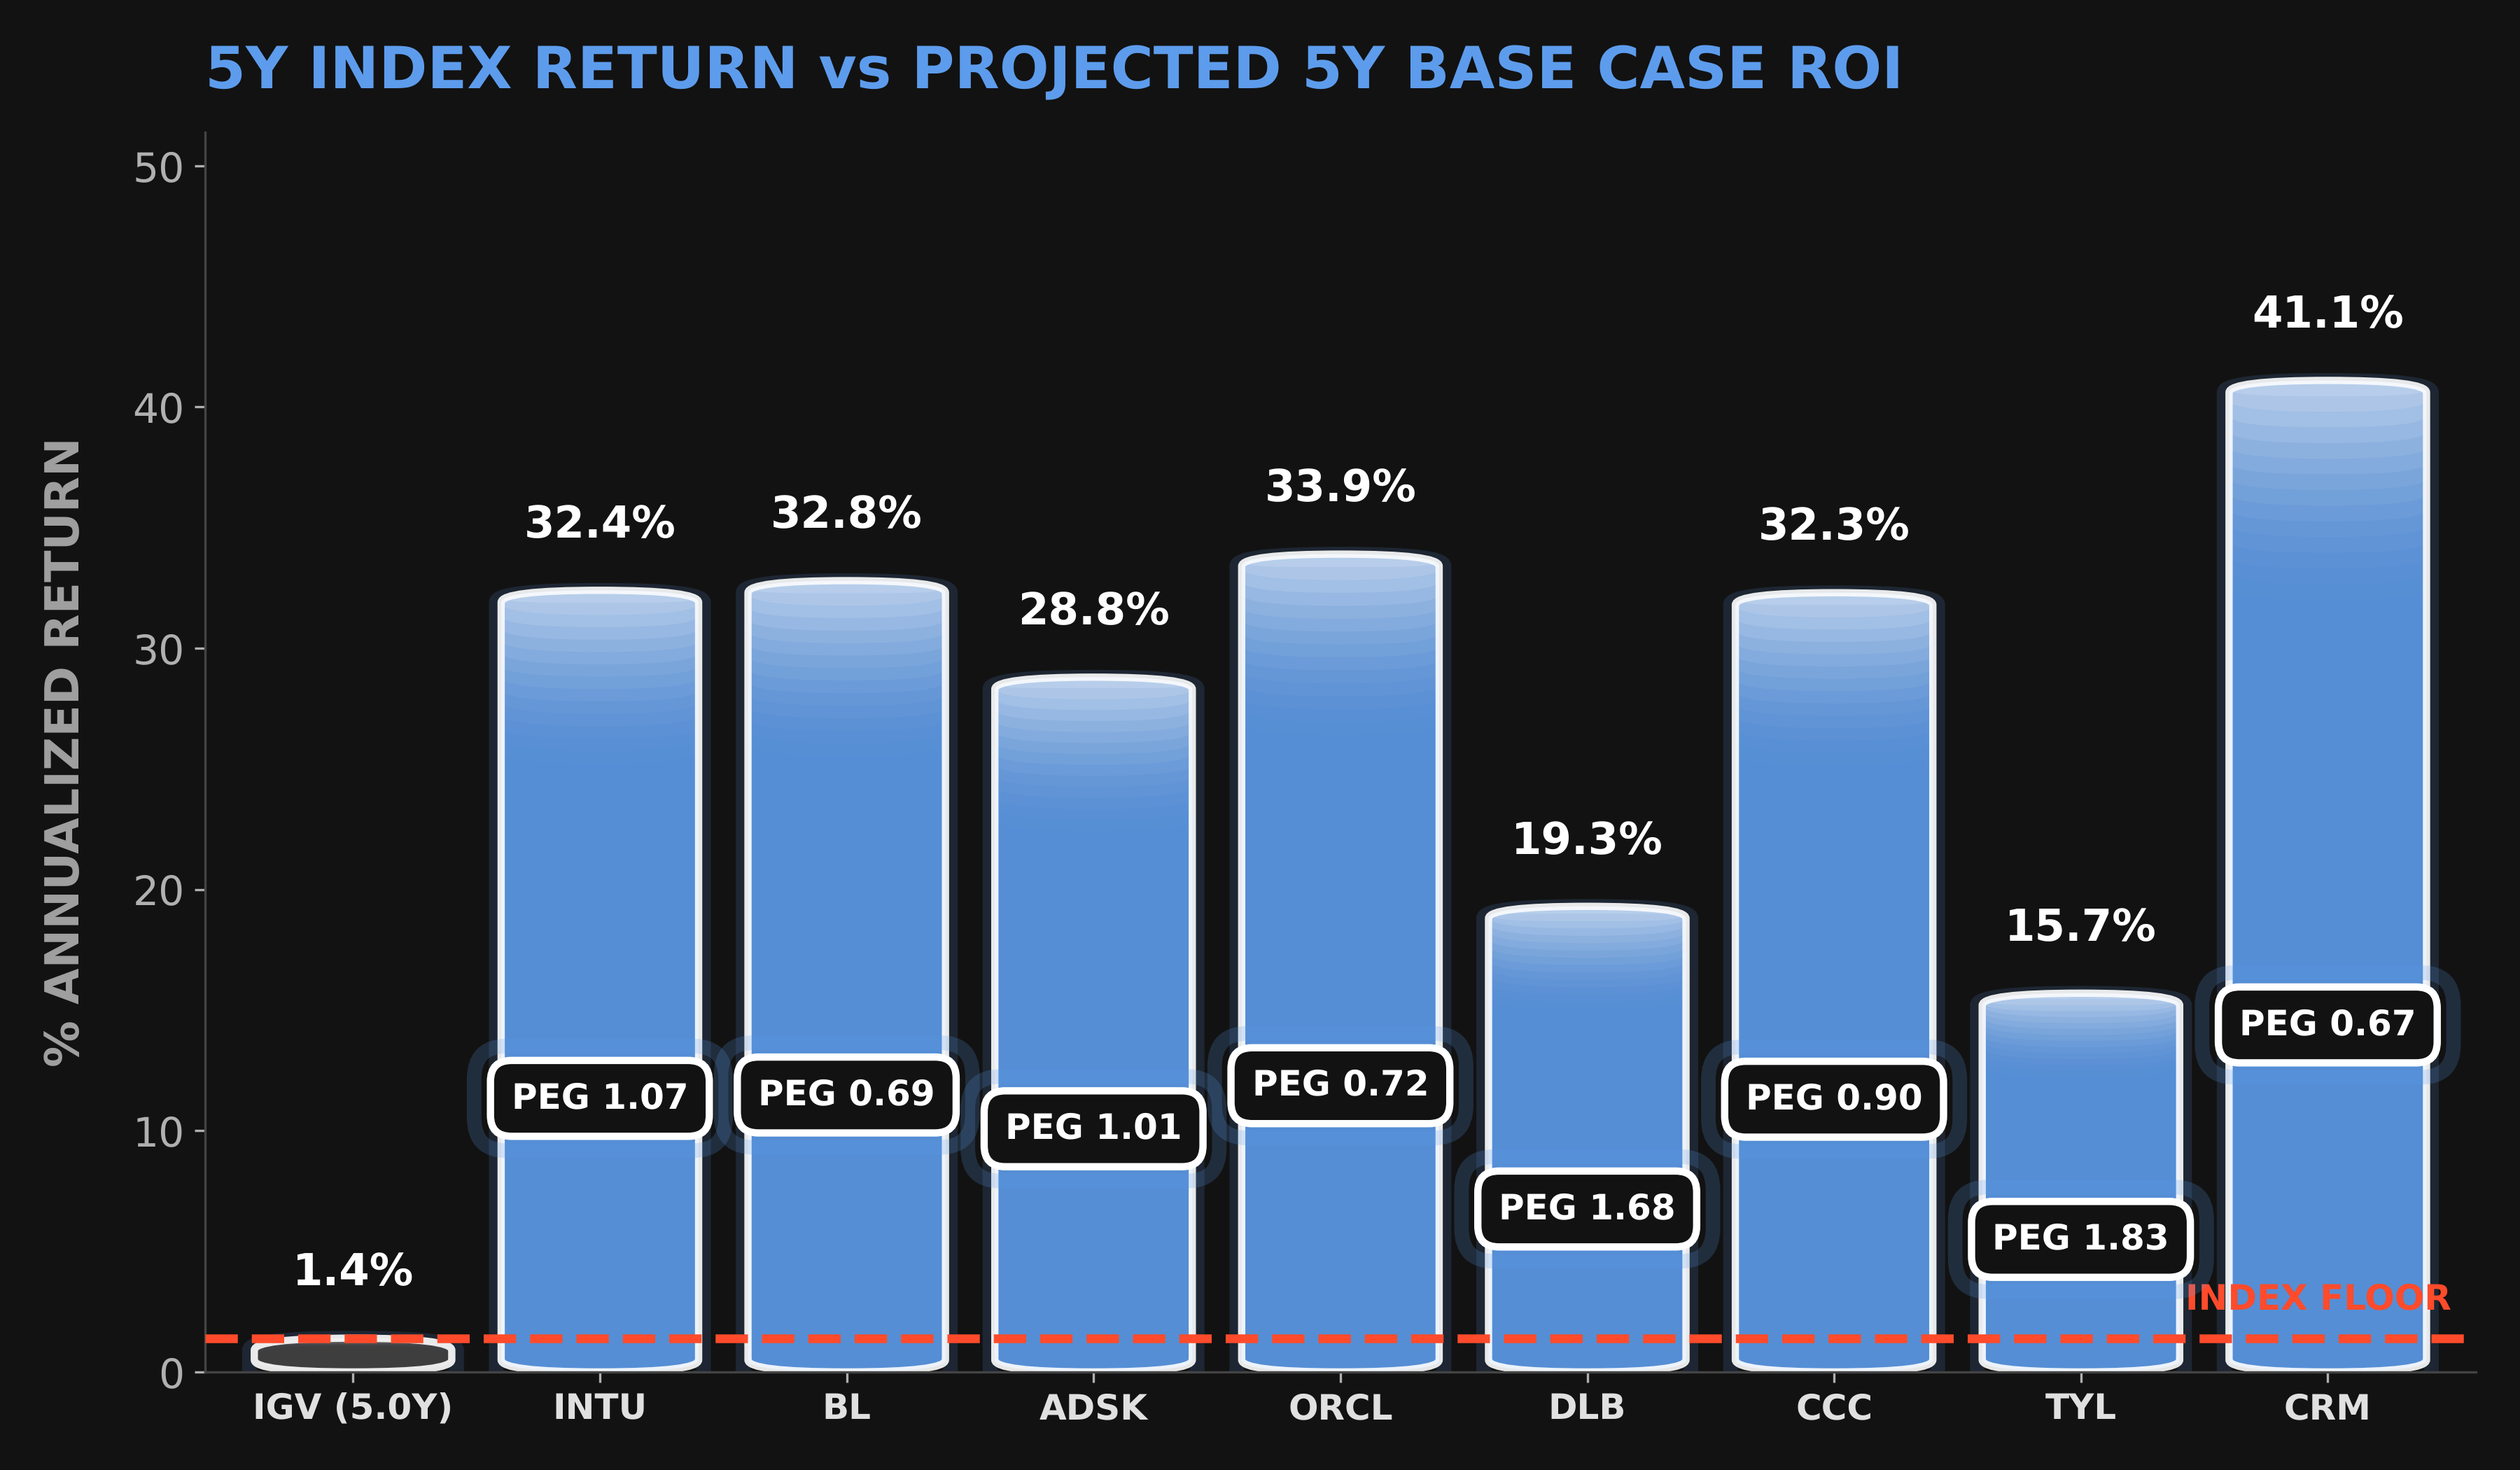 5Y INDEX RETURN vs PROJECTED 5Y BASE CASE ROI
% ANNUALIZED RETURN
50
40
30
20
10
0
1.4%
32.4%
32.8%
28.8%
33.9%
19.3%
32.3%
15.7%
41.1%
PEG 1.07
PEG 0.69
PEG 1.01
PEG 0.72
PEG 1.68
PEG 0.90
PEG 1.83
PEG 0.67
INDEX FLOOR
IGV (5.0Y)
INTU
BL
ADSK
ORCL
DLB
CCC
TYL
CRM